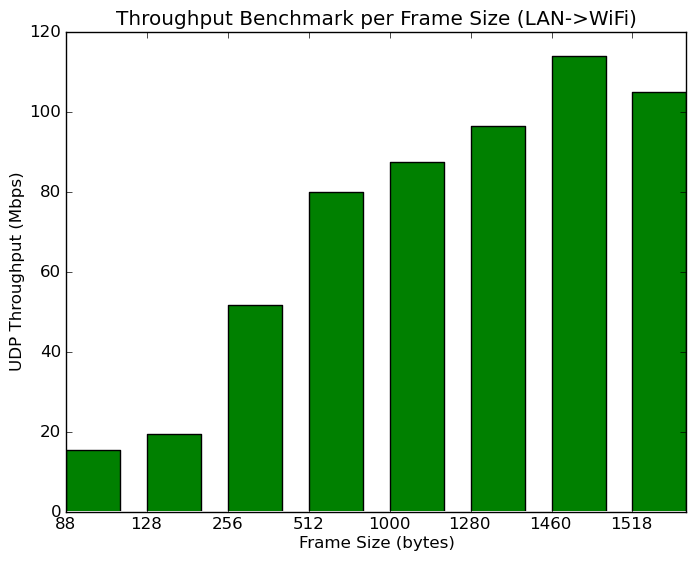 Throughput Benchmark per Frame Size (LAN->WiFi)
120
100
80
60
40
20
0
UDP Throughput (Mbps)
88 128 256 512 1000 1280 1460 1518
Frame Size (bytes)